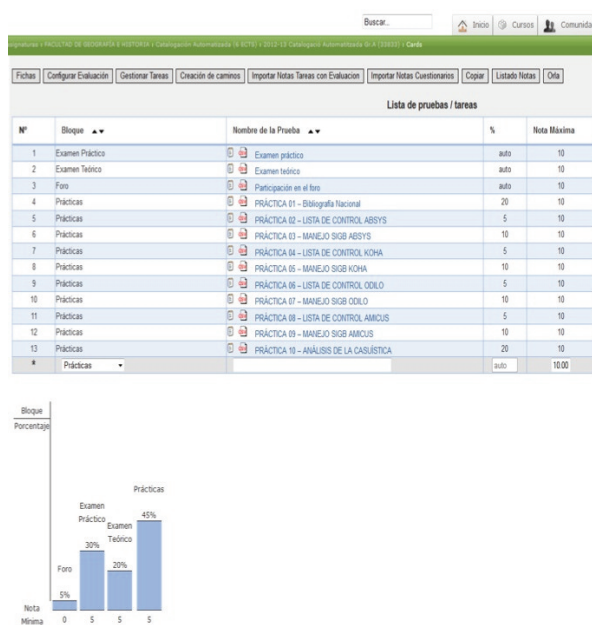 Buscar..
Inicio Cursos Comunida
asignatures > FACULTAD DE GEOGRAFÍA E HISTORIA > Catalogación Automatizada (6 ECTS) > 2012-13 Catalogació Automatitzada Gr.A (33833) > Cards
Fichas Configurar Evaluación Gestionar Tareas Creación de caminos Importar Notas Tareas con Evaluacion Importar Notas Cuestionarios Copiar Listado Notas Orla
Lista de pruebas / tareas
Nº Bloque Nombre de la Prueba % Nota Máxima
1 Examen Práctico Examen práctico auto 10
2 Examen Teórico Examen teórico auto 10
3 Foro Participación en el foro auto 10
4 Prácticas PRÁCTICA 01 – Bibliografía Nacional 20 10
5 Prácticas PRÁCTICA 02 – LISTA DE CONTROL ABSYS 5 10
6 Prácticas PRÁCTICA 03 – MANEJO SIGB ABSYS 10 10
7 Prácticas PRÁCTICA 04 – LISTA DE CONTROL KOHA 5 10
8 Prácticas PRÁCTICA 05 – MANEJO SIGB KOHA 10 10
9 Prácticas PRÁCTICA 06 – LISTA DE CONTROL ODILO 5 10
10 Prácticas PRÁCTICA 07 – MANEJO SIGB ODILO 10 10
11 Prácticas PRÁCTICA 08 – LISTA DE CONTROL AMICUS 5 10
12 Prácticas PRÁCTICA 09 – MANEJO SIGB AMICUS 10 10
13 Prácticas PRÁCTICA 10 – ANÁLISIS DE LA CASUÍSTICA 20 10
* Prácticas auto 10.00
Bloque
Porcentaje
Prácticas
45%
Examen
Práctico
30%
Examen
Teórico
20%
Foro
5%
Nota
Mínima 0 5 5 5